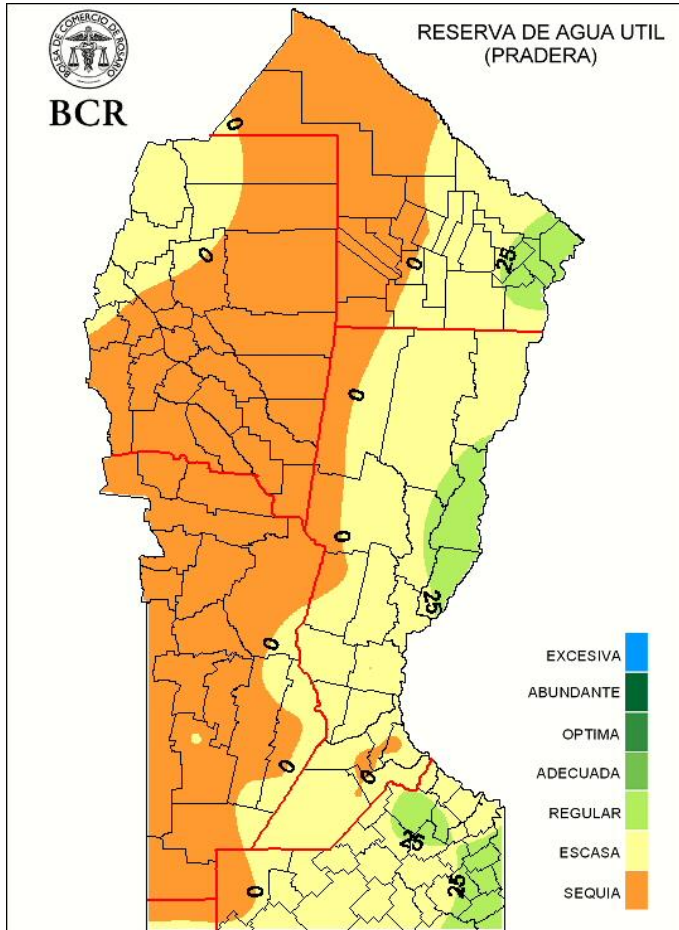 BOLSA DE COMERCIO DE ROSARIO
BCR
RESERVA DE AGUA UTIL
(PRADERA)
0
0
0
25
0
0
25
0
0
0
25
0
25
EXCESIVA
ABUNDANTE
OPTIMA
ADECUADA
REGULAR
ESCASA
SEQUIA